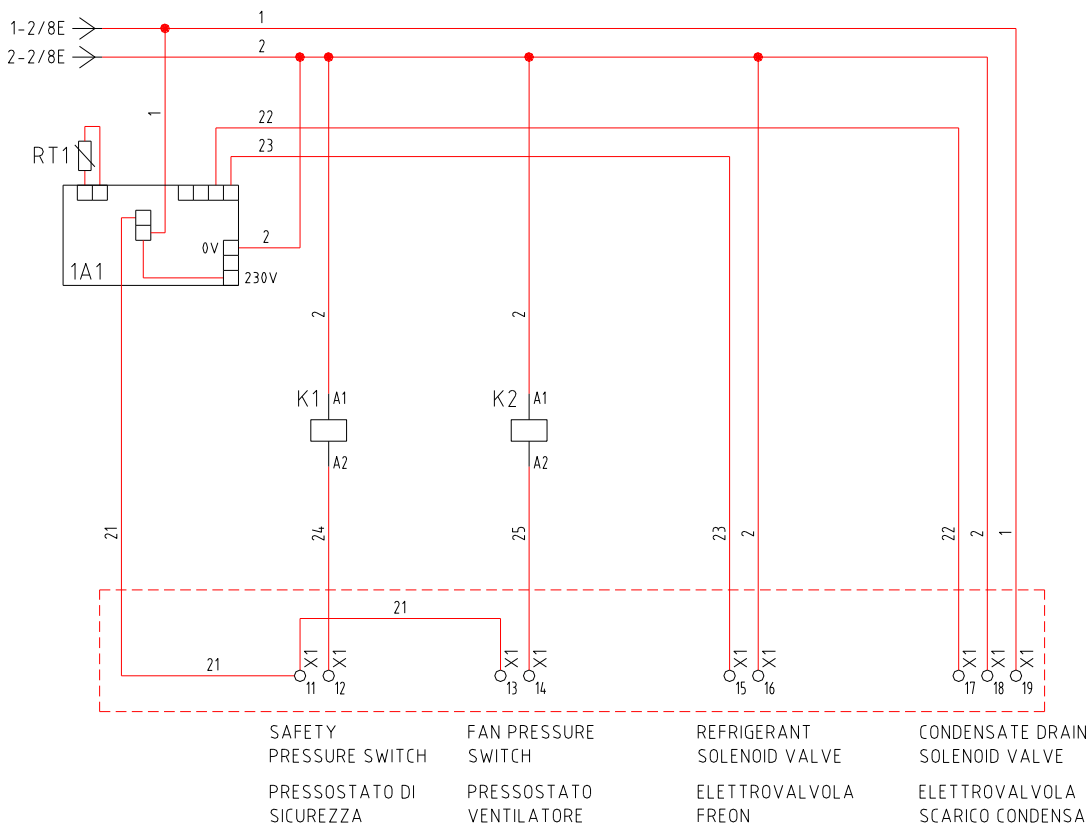 1-2/8E
1
2-2/8E
2
1
22
RT1
23
0V
2
1A1
230V
2
2
K1
A1
K2
A1
A2
A2
21
24
25
23
2
22
2
1
21
21
X1
X1
X1
X1
X1
X1
X1
X1
X1
11
12
13
14
15
16
17
18
19
SAFETY
PRESSURE SWITCH
PRESSOSTATO DI
SICUREZZA
FAN PRESSURE
SWITCH
PRESSOSTATO
VENTILATORE
REFRIGERANT
SOLENOID VALVE
ELETTROVALVOLA
FREON
CONDENSATE DRAIN
SOLENOID VALVE
ELETTROVALVOLA
SCARICO CONDENSA